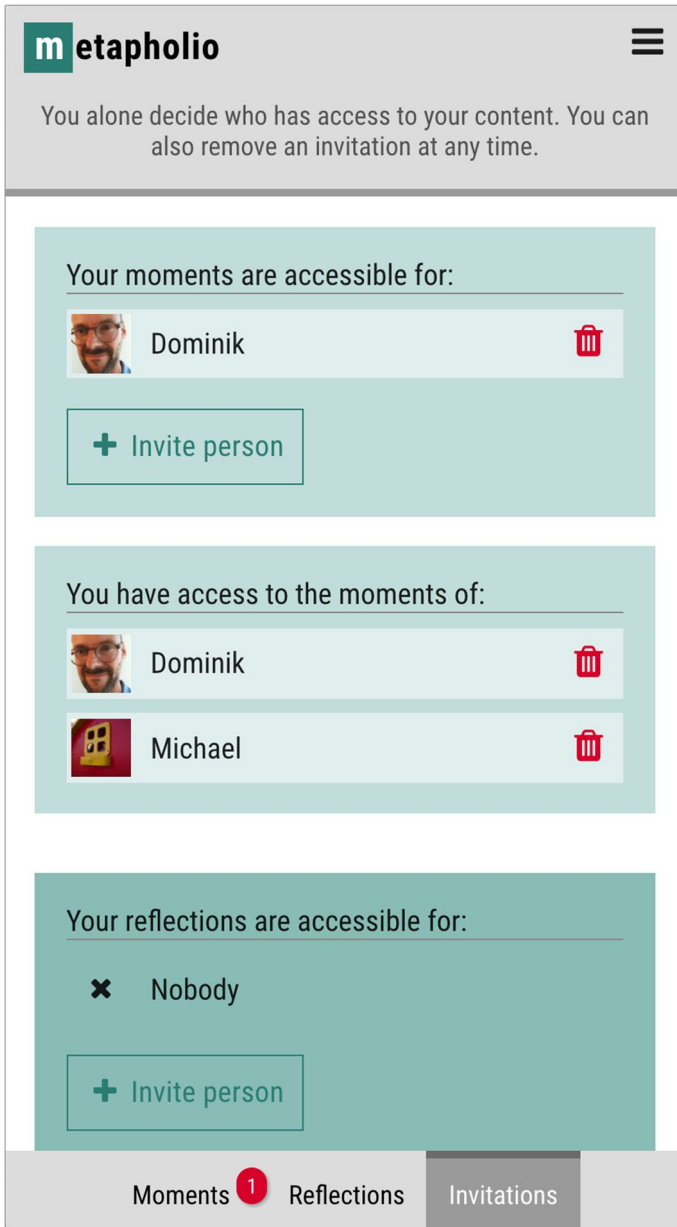 metapholio
You alone decide who has access to your content. You can
also remove an invitation at any time.
Your moments are accessible for:
Dominik
Invite person
You have access to the moments of:
Dominik
Michael
Your reflections are accessible for:
Nobody
Invite person
Moments 1 Reflections Invitations